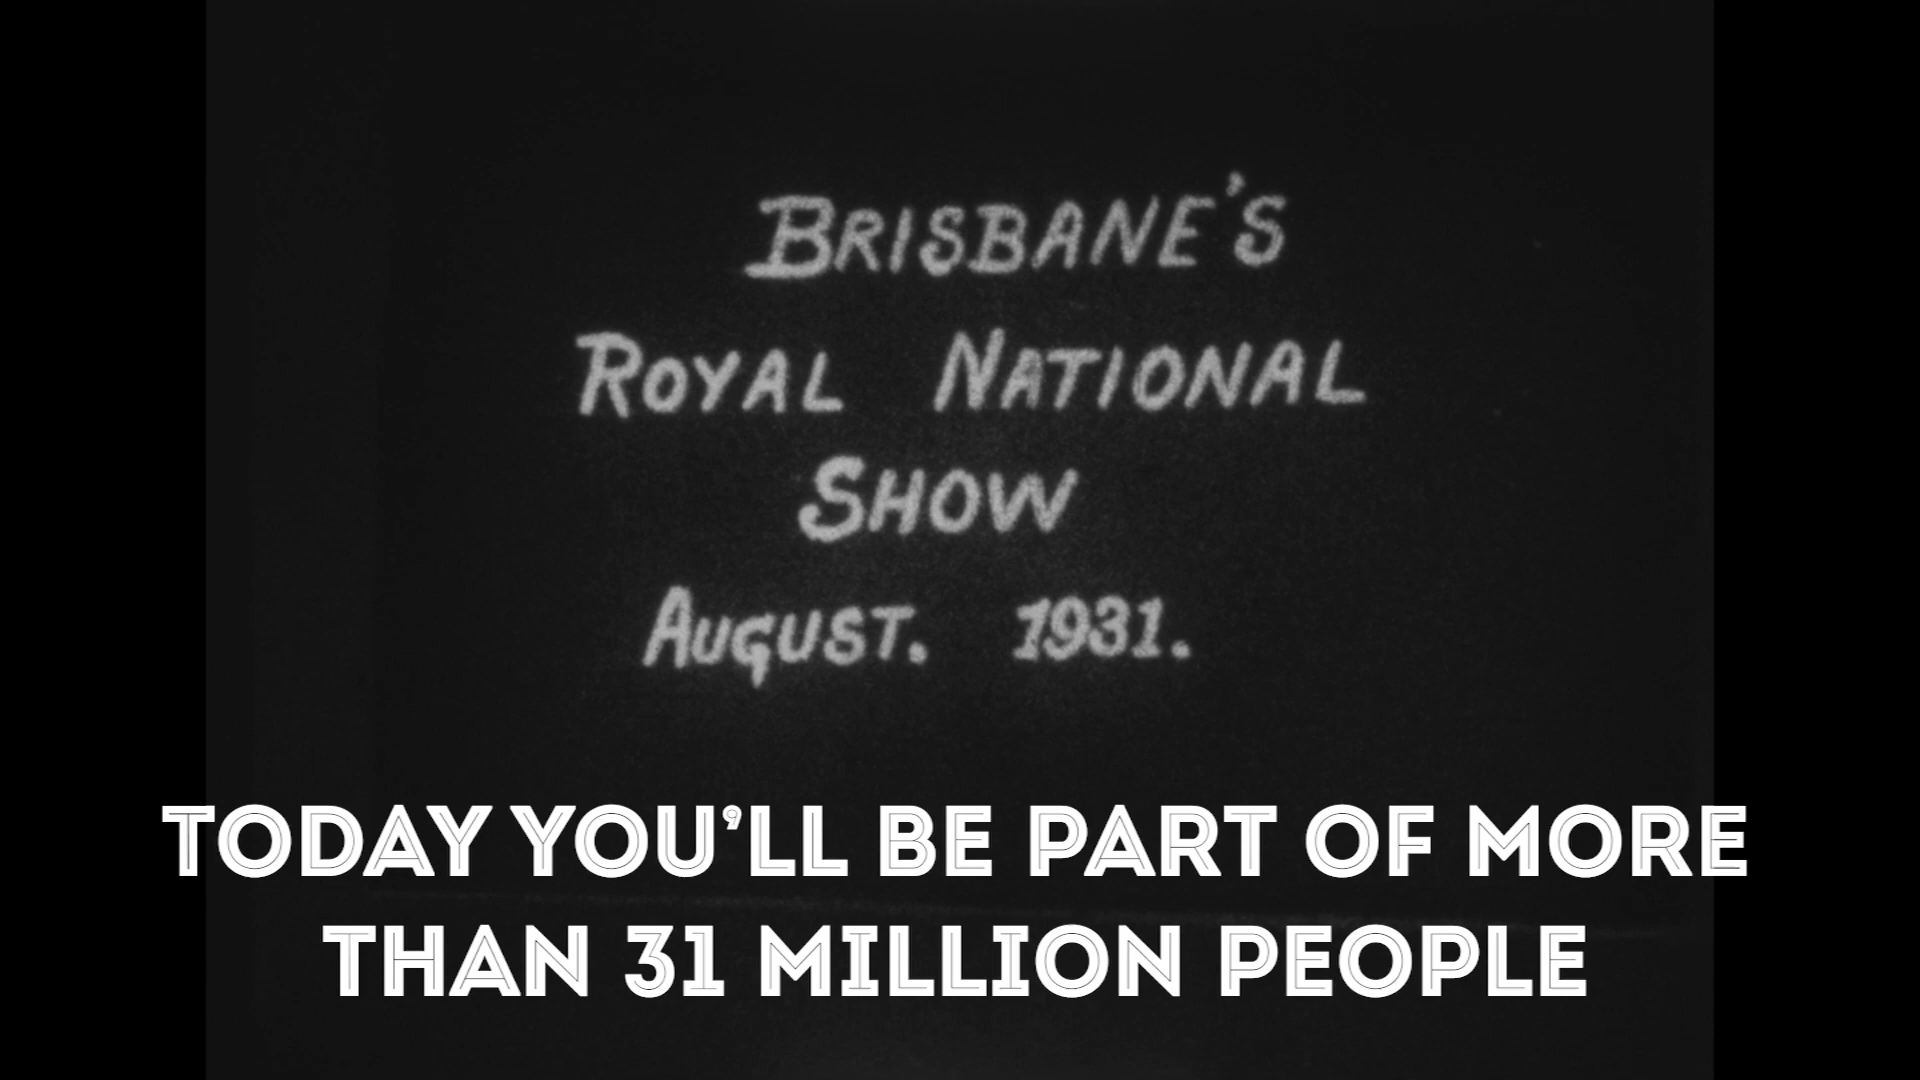 BRISBANE'S
ROYAL NATIONAL
SHOW
AUGUST. 1931.
TODAY YOU'LL BE PART OF MORE
THAN 31 MILLION PEOPLE